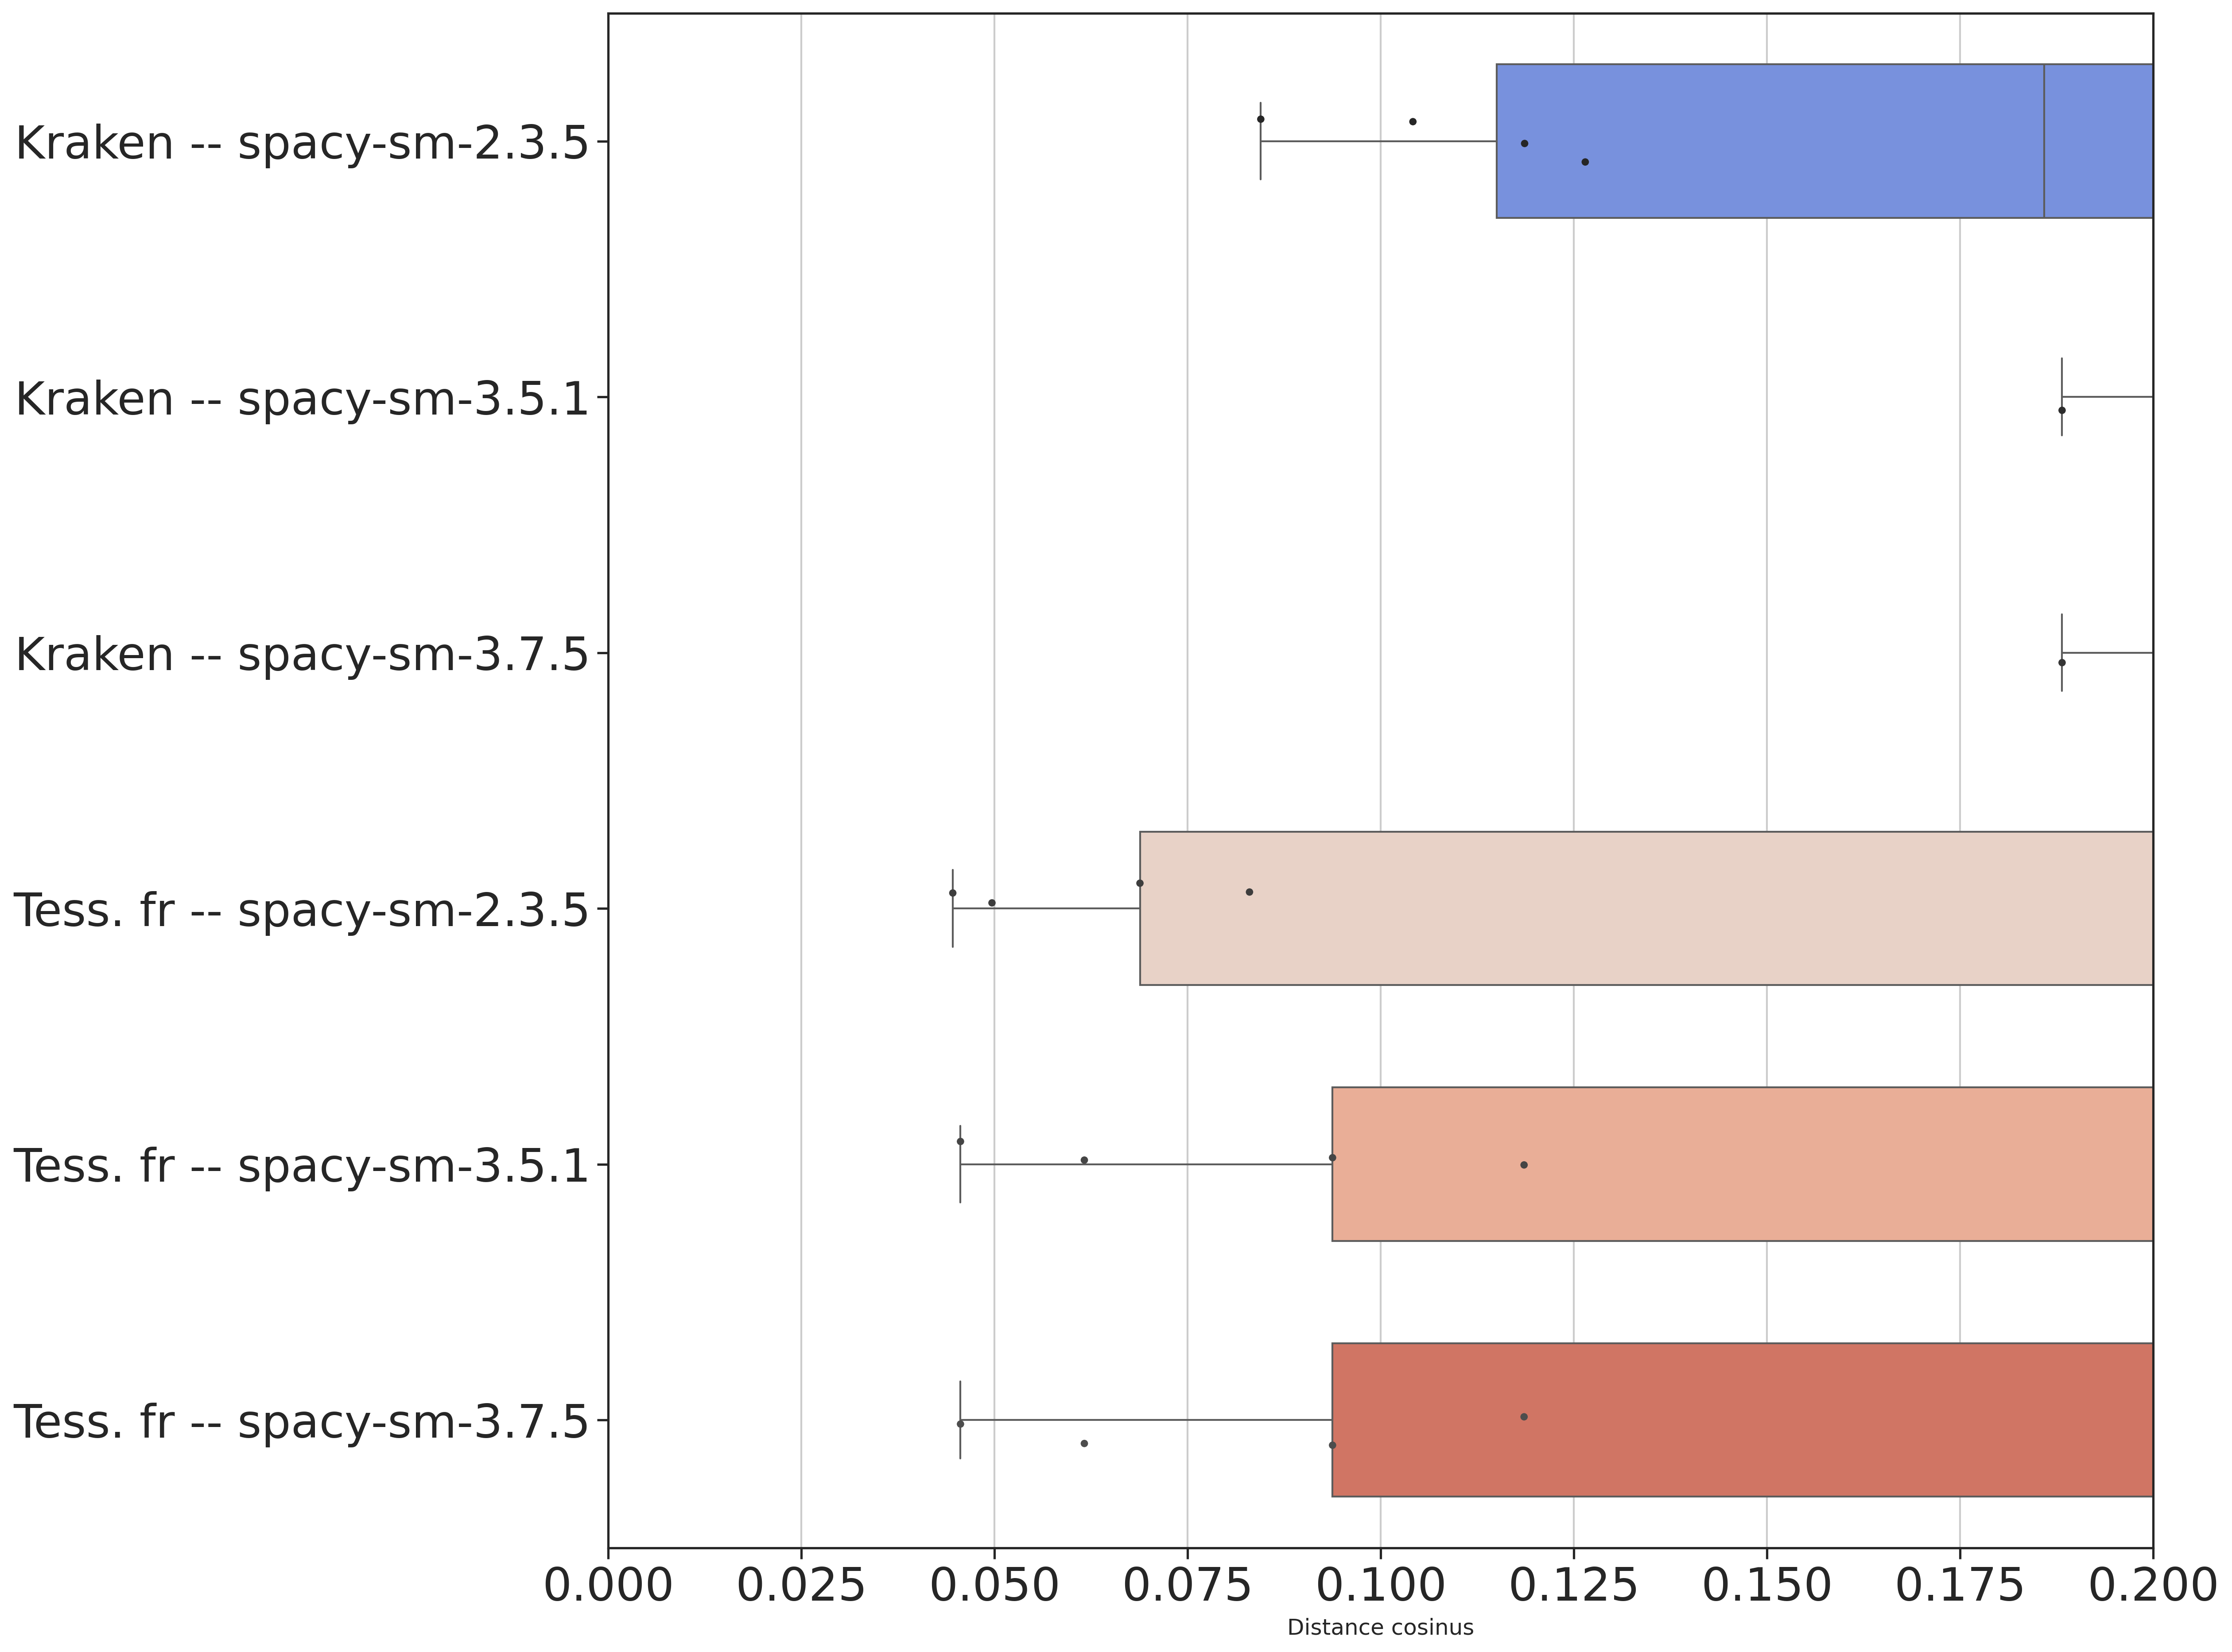 Kraken -- spacy-sm-2.3.5
Kraken -- spacy-sm-3.5.1
Kraken -- spacy-sm-3.7.5
Tess. fr -- spacy-sm-2.3.5
Tess. fr -- spacy-sm-3.5.1
Tess. fr -- spacy-sm-3.7.5
0.000 0.025 0.050 0.075 0.100 0.125 0.150 0.175 0.200
Distance cosinus